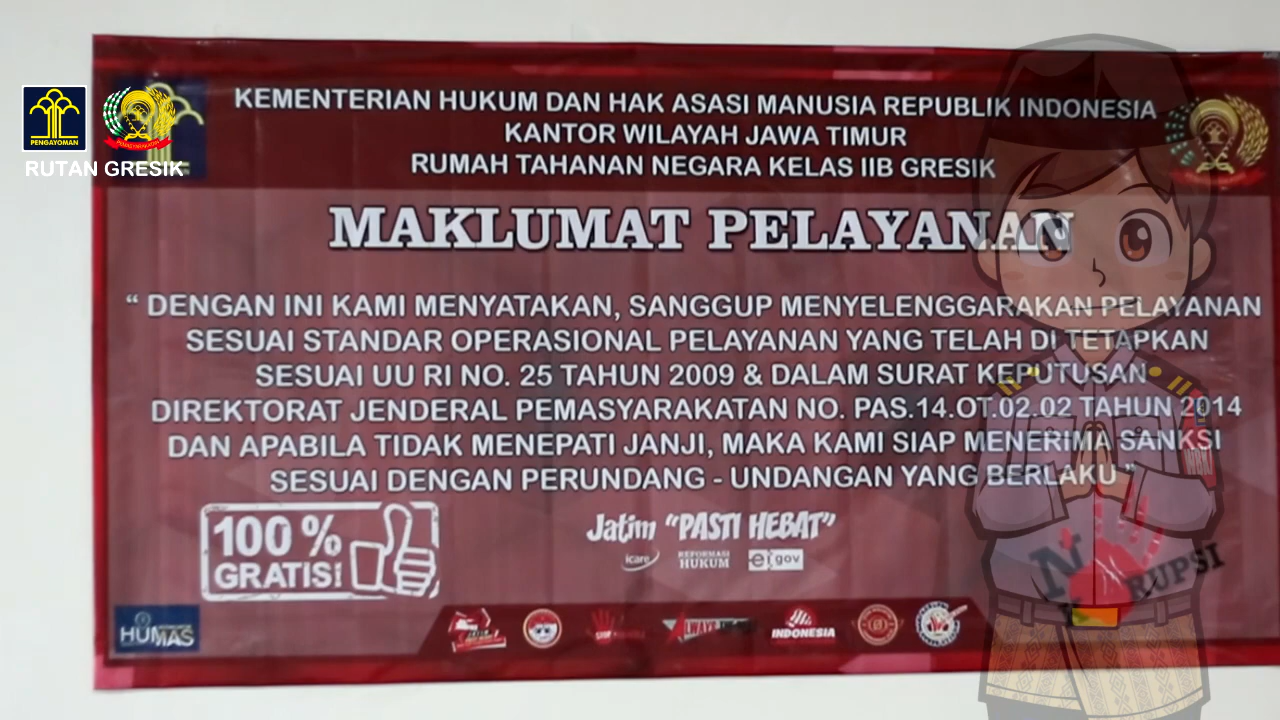 KEMENTERIAN HUKUM DAN HAK ASASI MANUSIA REPUBLIK INDONESIA
KANTOR WILAYAH JAWA TIMUR
RUMAH TAHANAN NEGARA KELAS IIB GRESIK
PENGAYOMAN
PEMASYARAKATAN
RUTAN GRESIK
MAKLUMAT PELAYANAN
“ DENGAN INI KAMI MENYATAKAN, SANGGUP MENYELENGGARAKAN PELAYANAN
SESUAI STANDAR OPERASIONAL PELAYANAN YANG TELAH DI TETAPKAN
SESUAI UU RI NO. 25 TAHUN 2009 & DALAM SURAT KEPUTUSAN
DIREKTORAT JENDERAL PEMASYARAKATAN NO. PAS.14.OT.02.02 TAHUN 2014
DAN APABILA TIDAK MENEPATI JANJI, MAKA KAMI SIAP MENERIMA SANKSI
SESUAI DENGAN PERUNDANG - UNDANGAN YANG BERLAKU ”
100 %
GRATIS!
Jatim “PASTI HEBAT”
icare
REFORMASI
HUKUM
e gov
HUMAS
INDONESIA